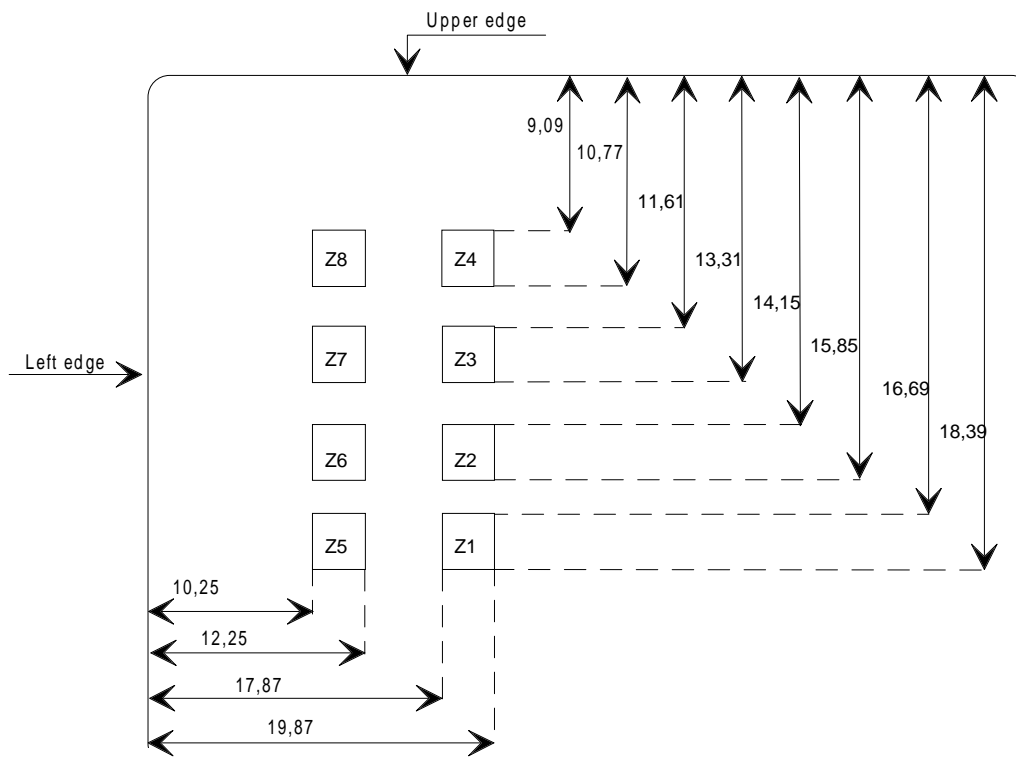 Upper edge
9,09
10,77
11,61
13,31
14,15
15,85
16,69
18,39
Z8 Z4
Z7 Z3
Left edge
Z6 Z2
Z5 Z1
10,25
12,25
17,87
19,87